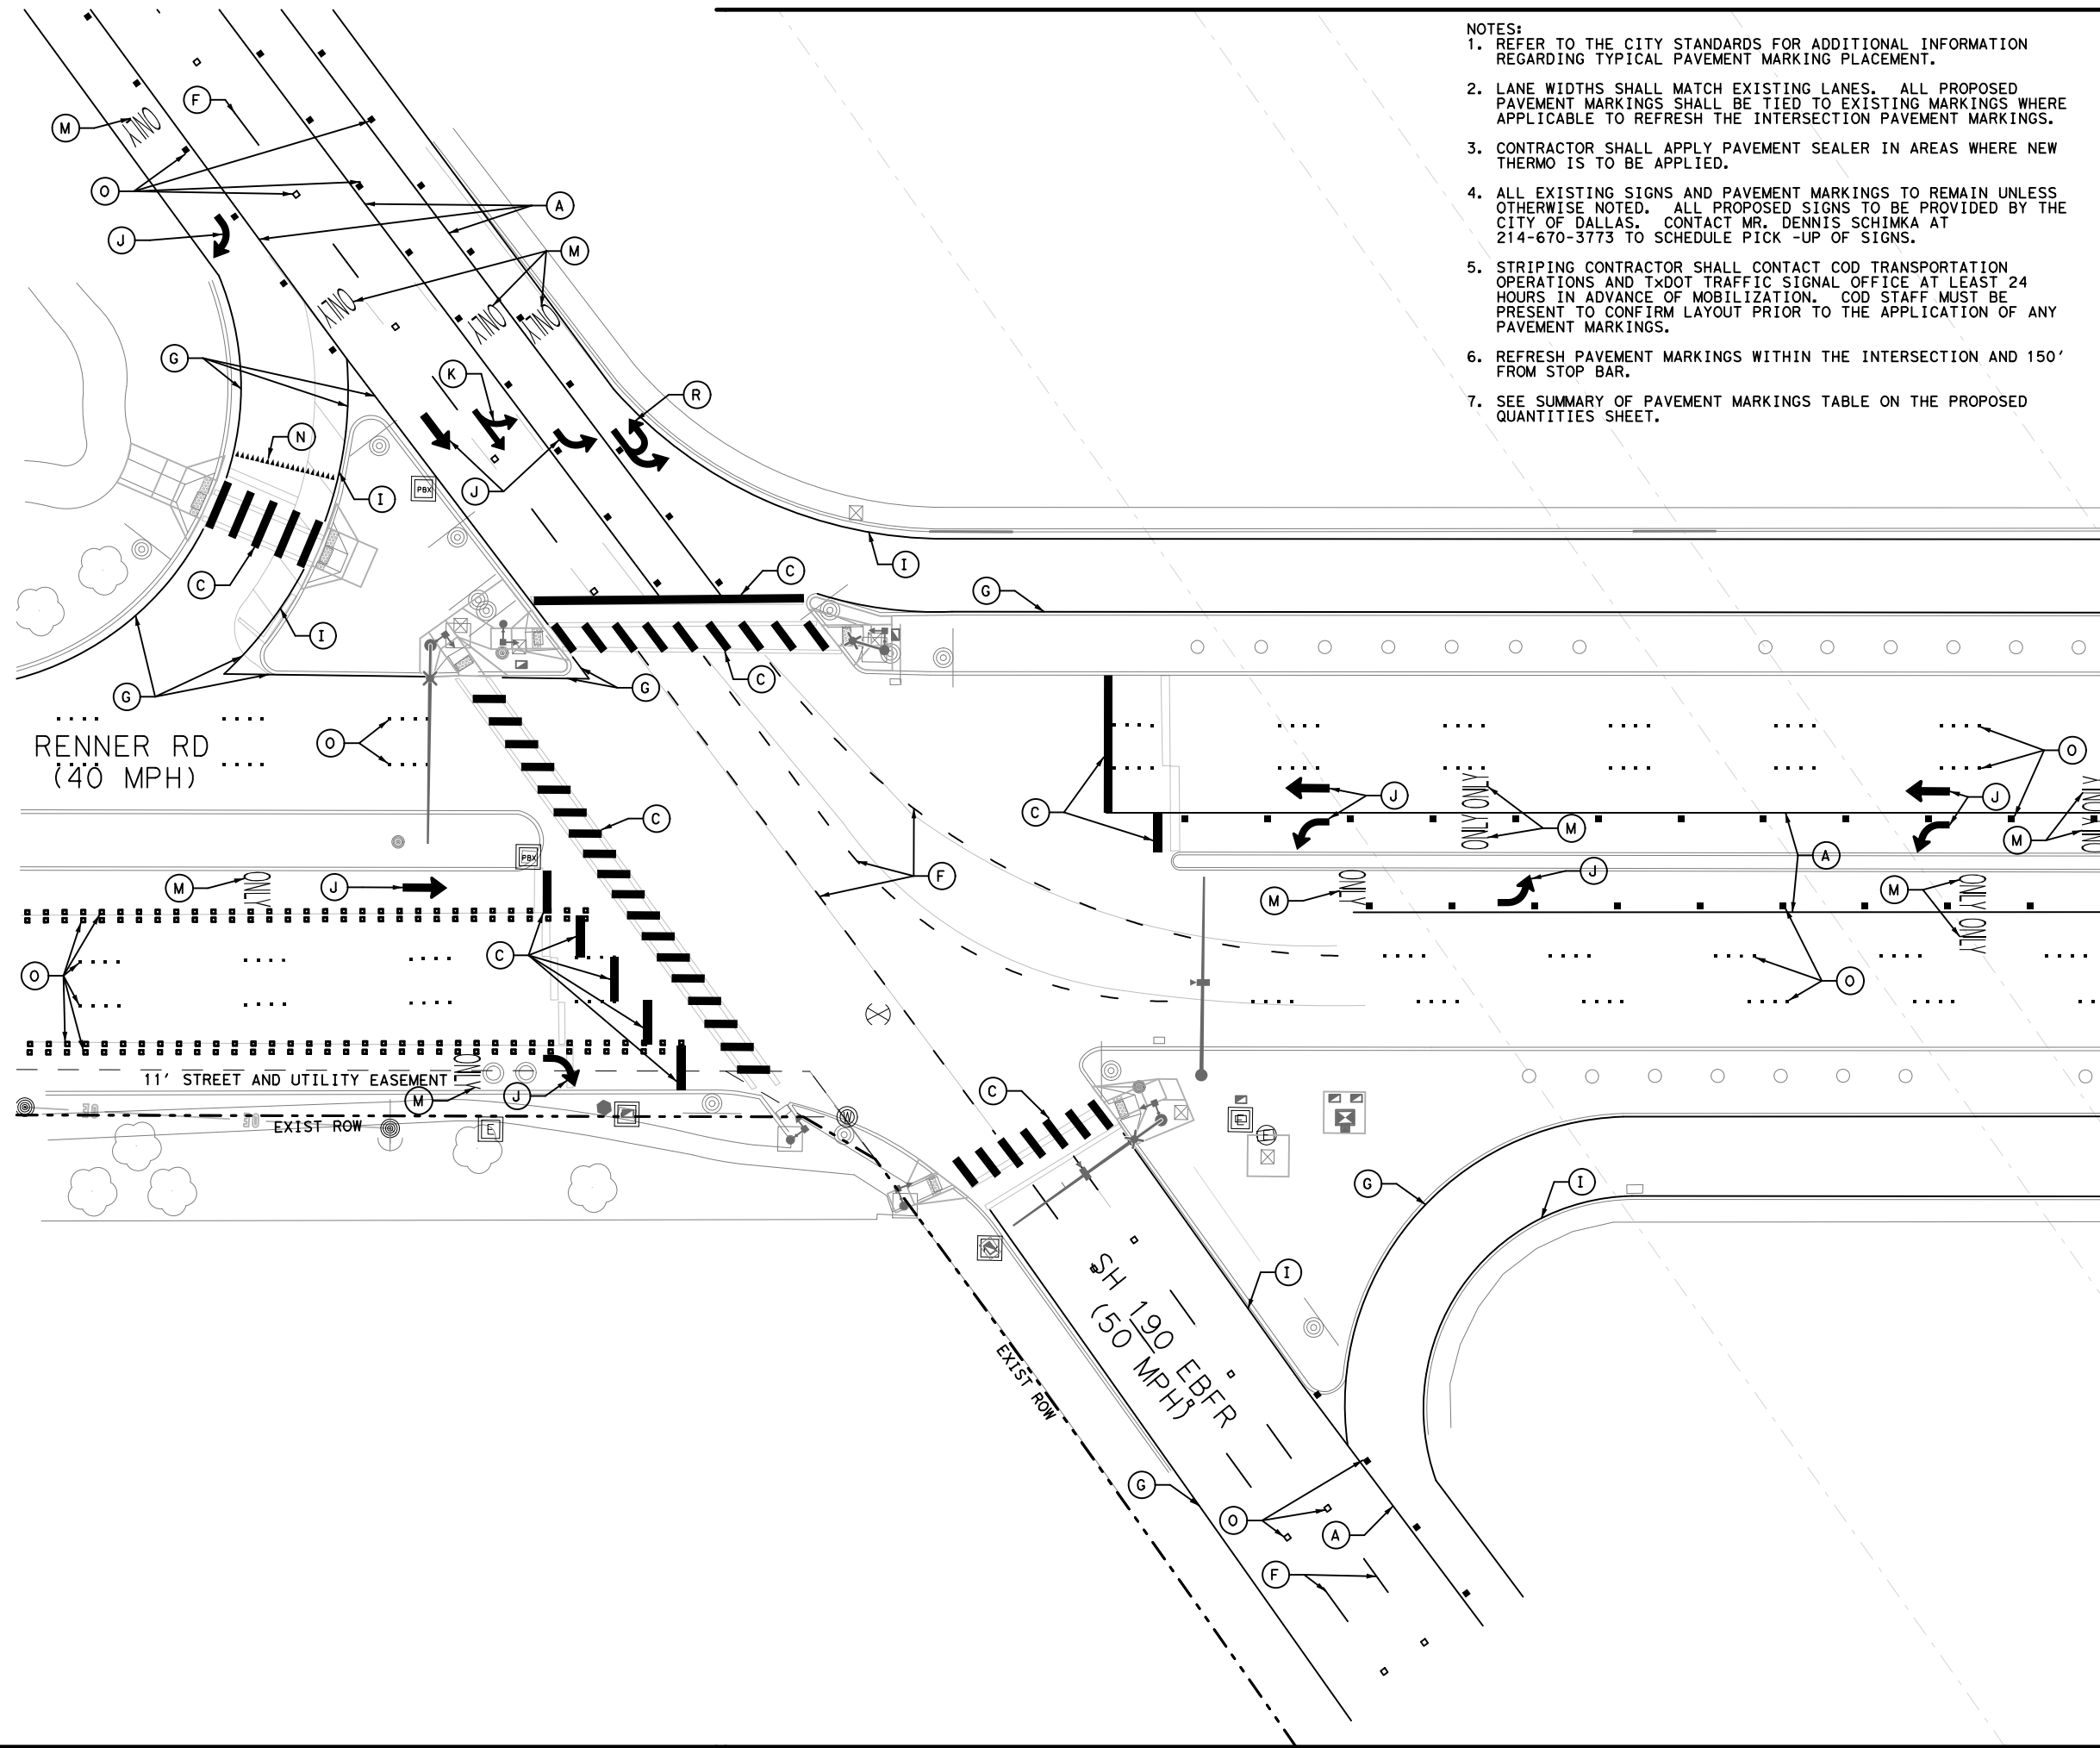 NOTES:
1. REFER TO THE CITY STANDARDS FOR ADDITIONAL INFORMATION
REGARDING TYPICAL PAVEMENT MARKING PLACEMENT.
2. LANE WIDTHS SHALL MATCH EXISTING LANES. ALL PROPOSED
PAVEMENT MARKINGS SHALL BE TIED TO EXISTING MARKINGS WHERE
APPLICABLE TO REFRESH THE INTERSECTION PAVEMENT MARKINGS.
3. CONTRACTOR SHALL APPLY PAVEMENT SEALER IN AREAS WHERE NEW
THERMO IS TO BE APPLIED.
4. ALL EXISTING SIGNS AND PAVEMENT MARKINGS TO REMAIN UNLESS
OTHERWISE NOTED. ALL PROPOSED SIGNS TO BE PROVIDED BY THE
CITY OF DALLAS. CONTACT MR. DENNIS SCHIMKA AT
214-670-3773 TO SCHEDULE PICK -UP OF SIGNS.
5. STRIPING CONTRACTOR SHALL CONTACT COD TRANSPORTATION
OPERATIONS AND TxDOT TRAFFIC SIGNAL OFFICE AT LEAST 24
HOURS IN ADVANCE OF MOBILIZATION. COD STAFF MUST BE
PRESENT TO CONFIRM LAYOUT PRIOR TO THE APPLICATION OF ANY
PAVEMENT MARKINGS.
6. REFRESH PAVEMENT MARKINGS WITHIN THE INTERSECTION AND 150'
FROM STOP BAR.
7. SEE SUMMARY OF PAVEMENT MARKINGS TABLE ON THE PROPOSED
QUANTITIES SHEET.
F
M
ONLY
O
A
J
M
ONLY
ONLY
ONLY
G
K
R
N
J
PBX
I
I
C
C
G
I
C
G
G
RENNER RD
(40 MPH)
O
O
J
J
C
C
ONLY
ONLY
M
M
ONLY
ONLY
PBX
A
M
ONLY
J
F
M
ONLY
J
M
ONLY
ONLY
C
O
O
11' STREET AND UTILITY EASEMENT
ONLY
M
J
C
W
EXIST ROW
E
E
E
G
I
I
SH 190 EBFR
(50 MPH)
EXIST ROW
G
O
A
F